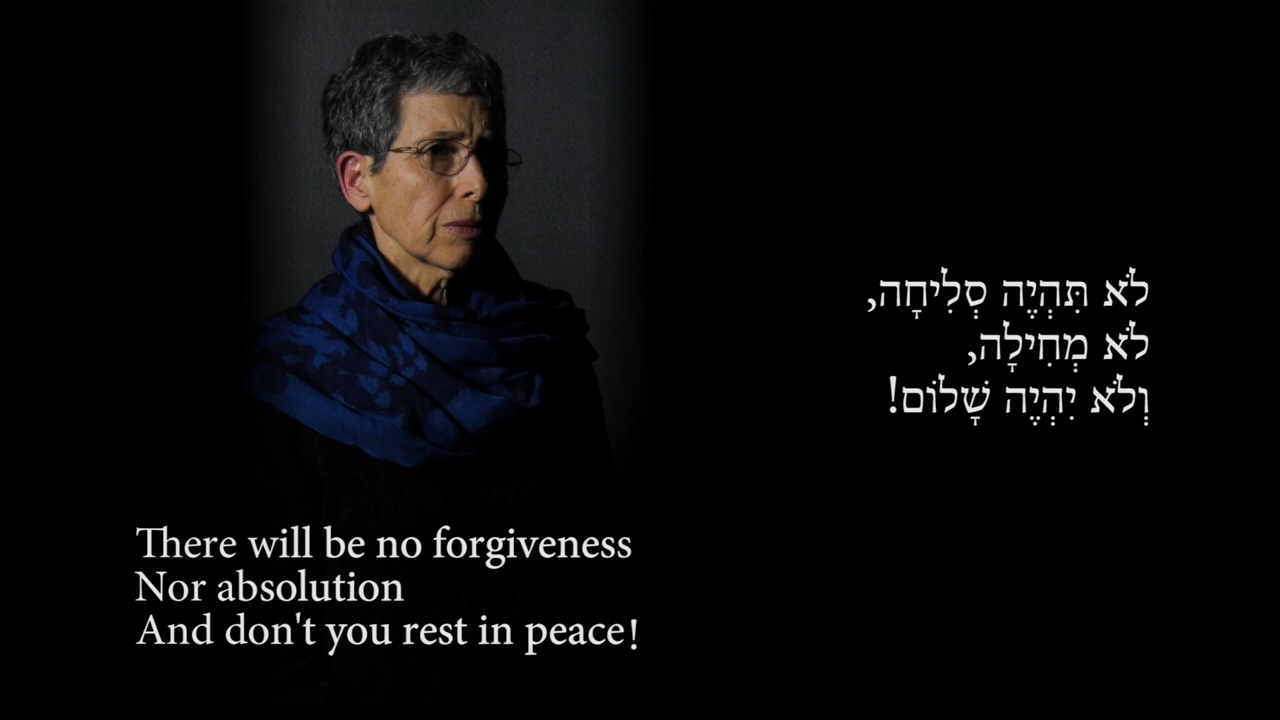 לֹא תִּהְיֶה סְלִיחָה,
לֹא מְחִילָה,
וְלֹא יִהְיֶה שָׁלוֹם!
There will be no forgiveness
Nor absolution
And don't you rest in peace!